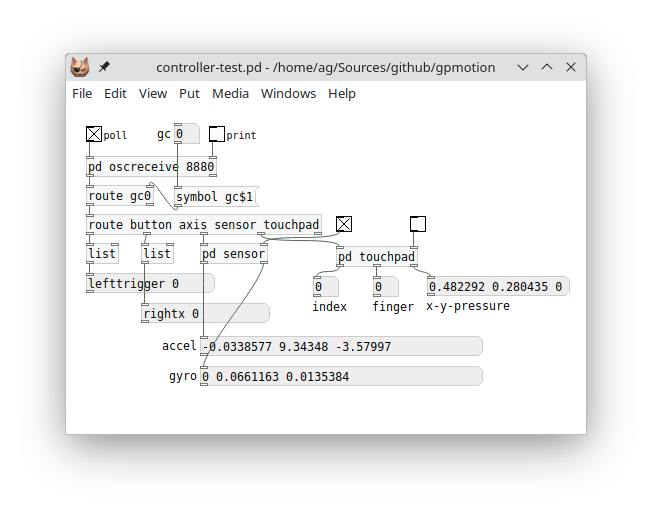 controller-test.pd - /home/ag/Sources/github/gpmotion
File Edit View Put Media Windows Help
poll gc 0 print
pd oscreceive 8880
route gc0 symbol gc$1
route button axis sensor touchpad
list list pd sensor pd touchpad
lefttrigger 0 0 0 0.482292 0.280435 0
rightx 0 index finger x-y-pressure
accel -0.0338577 9.34348 -3.57997
gyro 0 0.0661163 0.0135384